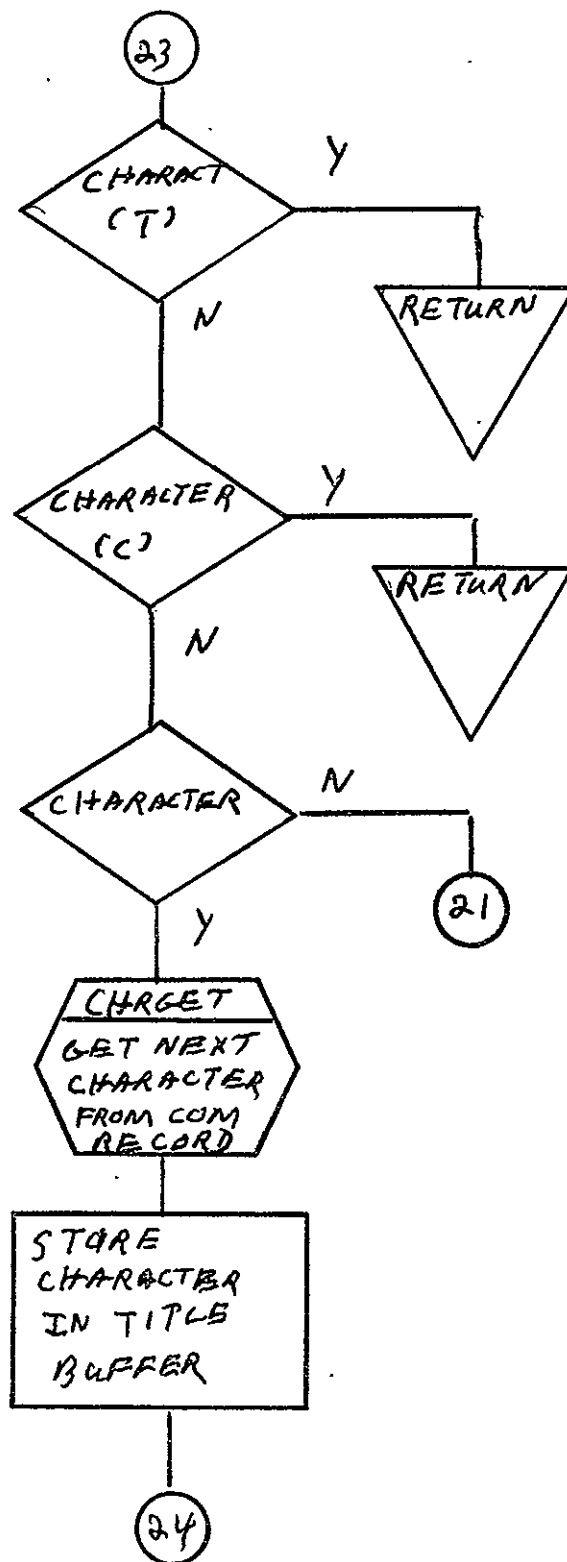 23
CHARACT
(T)
Y
RETURN
N
CHARACTER
(C)
Y
RETURN
N
CHARACTER
N
21
Y
CHRGET
GET NEXT
CHARACTER
FROM COM
RECORD
STORE
CHARACTER
IN TITLE
BUFFER
24